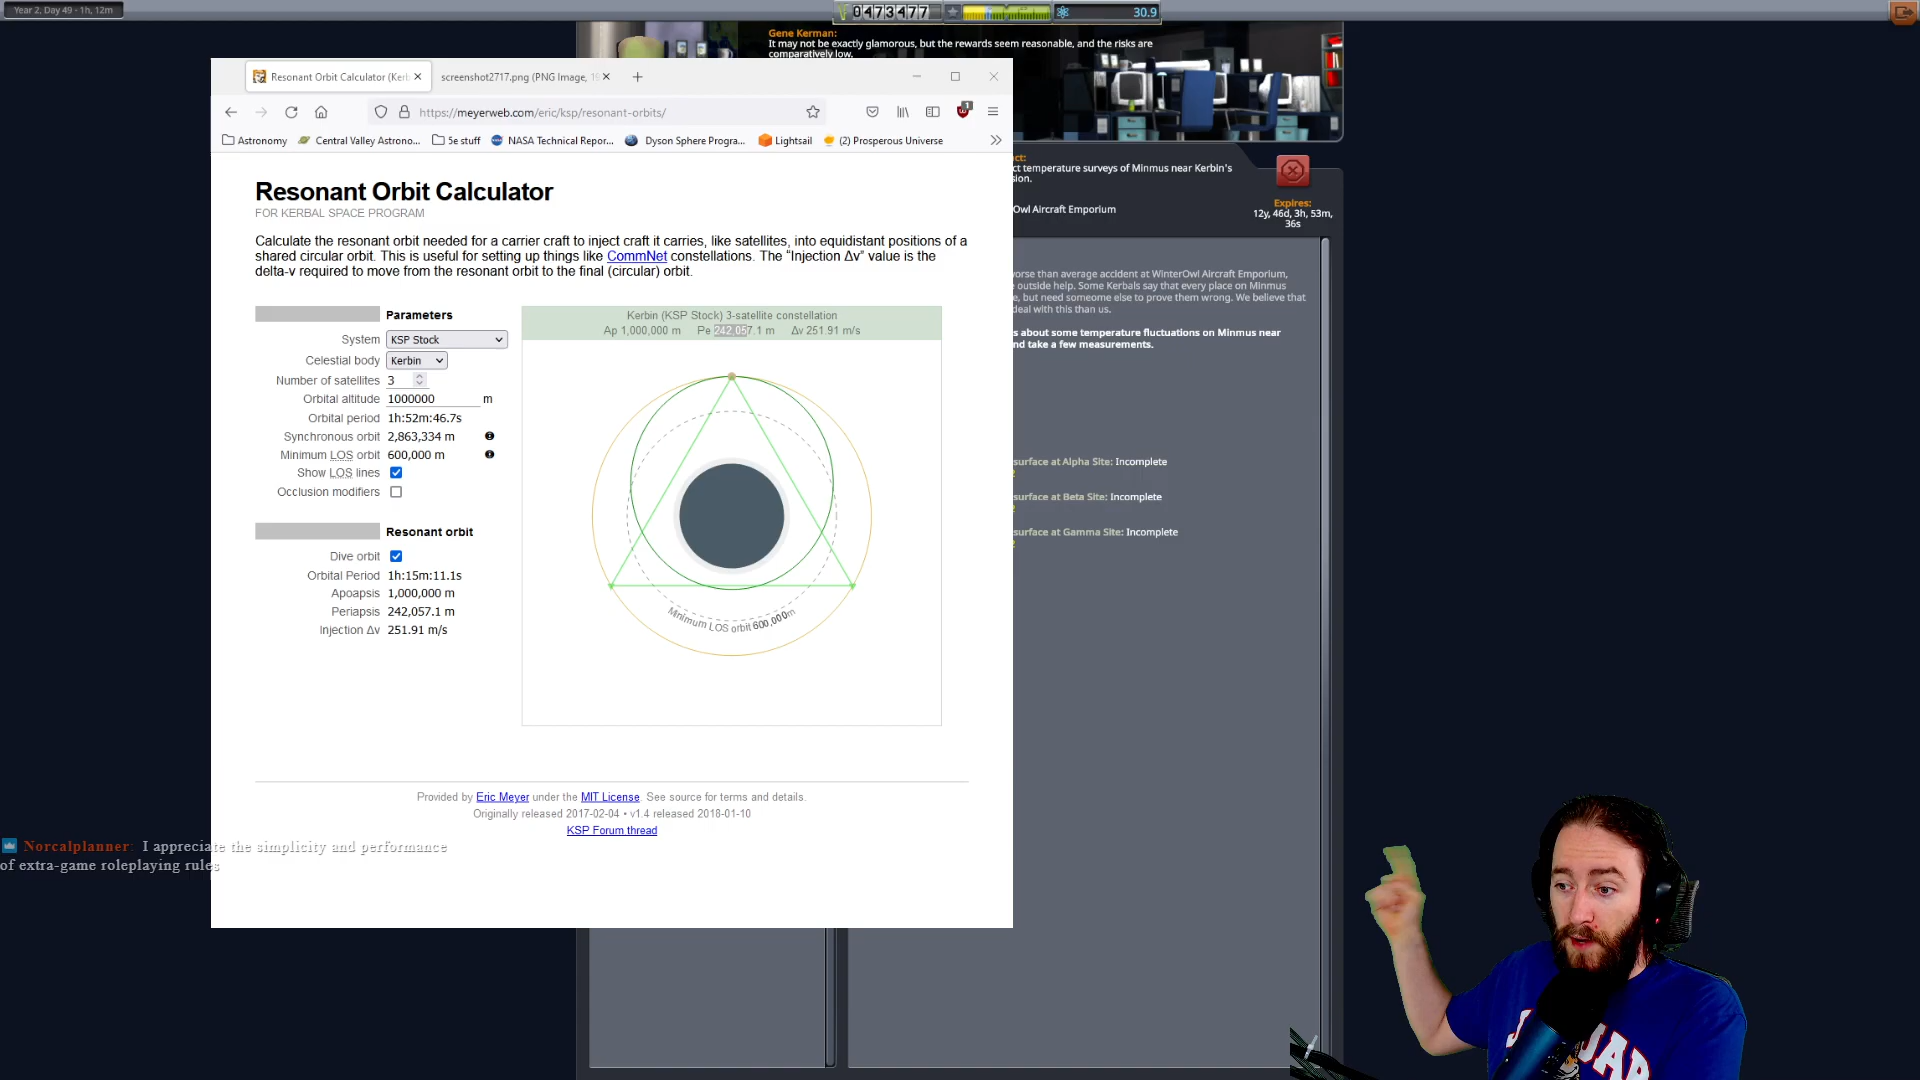 Year 2, Day 49 - 1h, 12m
0473477
30.9
Gene Kerman:
It may not be exactly glamorous, but the rewards seem reasonable, and the risks are
comparatively low.
Resonant Orbit Calculator (Kerb
screenshot2717.png (PNG Image, 19
https://meyerweb.com/eric/ksp/resonant-orbits/
1
Astronomy
Central Valley Astrono...
5e stuff
NASA Technical Repor...
Dyson Sphere Progra...
Lightsail
(2) Prosperous Universe
Resonant Orbit Calculator
FOR KERBAL SPACE PROGRAM
Calculate the resonant orbit needed for a carrier craft to inject craft it carries, like satellites, into equidistant positions of a
shared circular orbit. This is useful for setting up things like CommNet constellations. The “Injection Δv” value is the
delta-v required to move from the resonant orbit to the final (circular) orbit.
Parameters
System KSP Stock
Celestial body Kerbin
Number of satellites 3
Orbital altitude 1000000 m
Orbital period 1h:52m:46.7s
Synchronous orbit 2,863,334 m
Minimum LOS orbit 600,000 m
Show LOS lines
Occlusion modifiers
Resonant orbit
Dive orbit
Orbital Period 1h:15m:11.1s
Apoapsis 1,000,000 m
Periapsis 242,057.1 m
Injection Δv 251.91 m/s
Kerbin (KSP Stock) 3-satellite constellation
Ap 1,000,000 m Pe 242,057.1 m Δv 251.91 m/s
Minimum LOS orbit 600,000m
Provided by Eric Meyer under the MIT License. See source for terms and details.
Originally released 2017-02-04 • v1.4 released 2018-01-10
KSP Forum thread
ct:
ct temperature surveys of Minmus near Kerbin's
sion.
Owl Aircraft Emporium
Expires:
12y, 46d, 3h, 53m,
36s
worse than average accident at WinterOwl Aircraft Emporium,
e outside help. Some Kerbals say that every place on Minmus
e, but need someone else to prove them wrong. We believe that
deal with this than us.
s about some temperature fluctuations on Minmus near
nd take a few measurements.
surface at Alpha Site: Incomplete
surface at Beta Site: Incomplete
surface at Gamma Site: Incomplete
Norcalplanner: I appreciate the simplicity and performance
of extra-game roleplaying rules